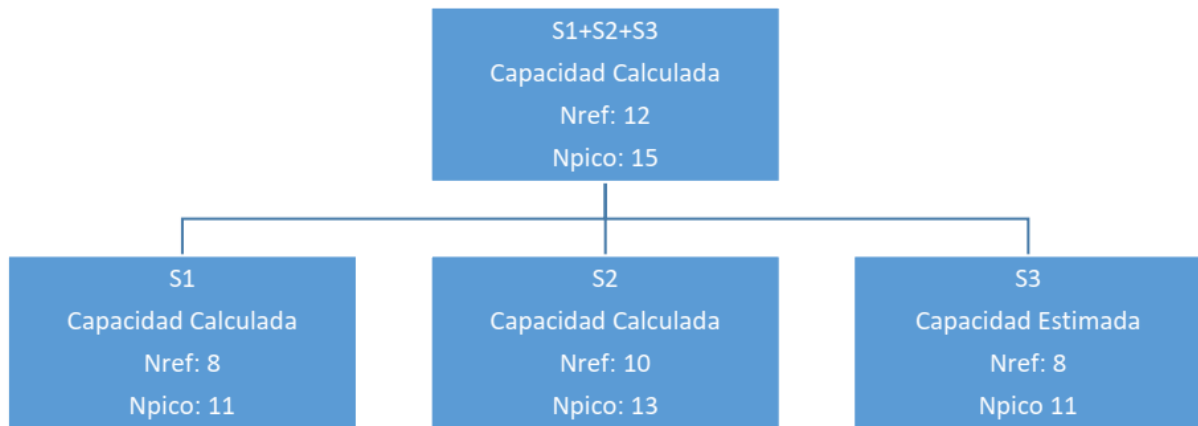 S1+S2+S3
Capacidad Calculada
Nref: 12
Npico: 15
S1
Capacidad Calculada
Nref: 8
Npico: 11
S2
Capacidad Calculada
Nref: 10
Npico: 13
S3
Capacidad Estimada
Nref: 8
Npico 11